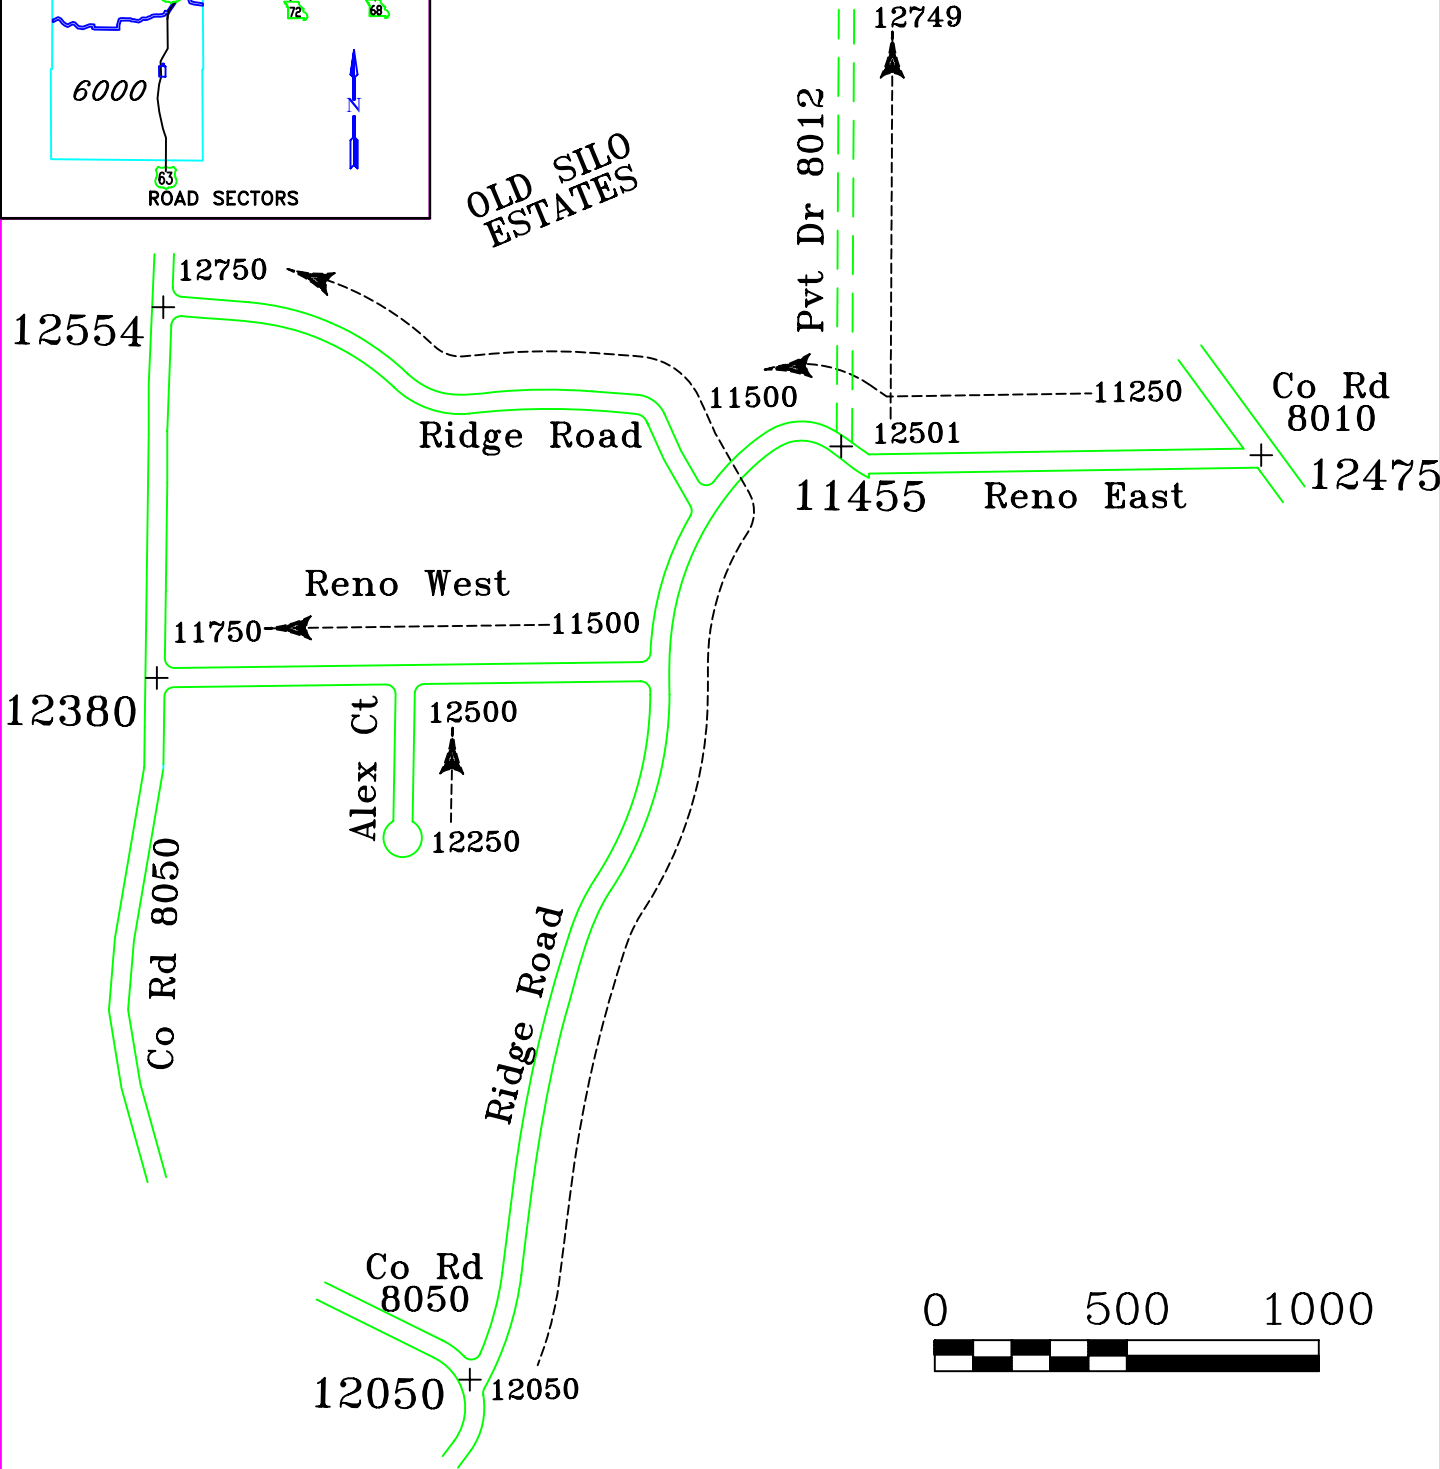 72
68
6000
N
63
ROAD SECTORS
OLD SILO
ESTATES
12749
Pvt Dr 8012
12750
12554
Ridge Road
11500
11250
12501
Co Rd
8010
12475
11455
Reno East
Reno West
11750
11500
12380
Alex Ct
12500
12250
Co Rd 8050
Ridge Road
Co Rd
8050
12050
12050
0 500 1000